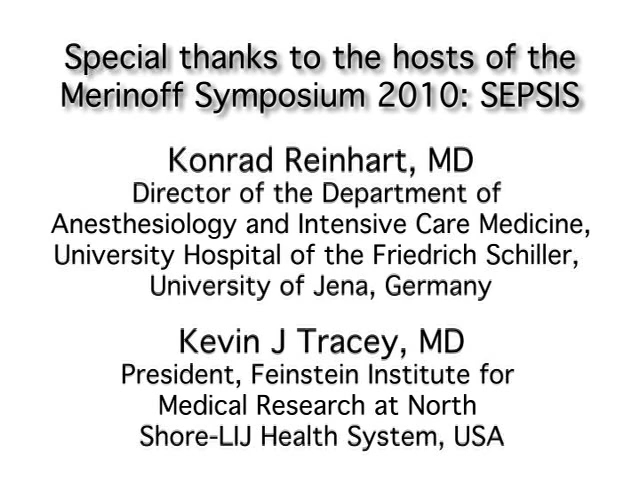 Special thanks to the hosts of the
Merinoff Symposium 2010: SEPSIS
Konrad Reinhart, MD
Director of the Department of
Anesthesiology and Intensive Care Medicine,
University Hospital of the Friedrich Schiller,
University of Jena, Germany
Kevin J Tracey, MD
President, Feinstein Institute for
Medical Research at North
Shore-LIJ Health System, USA